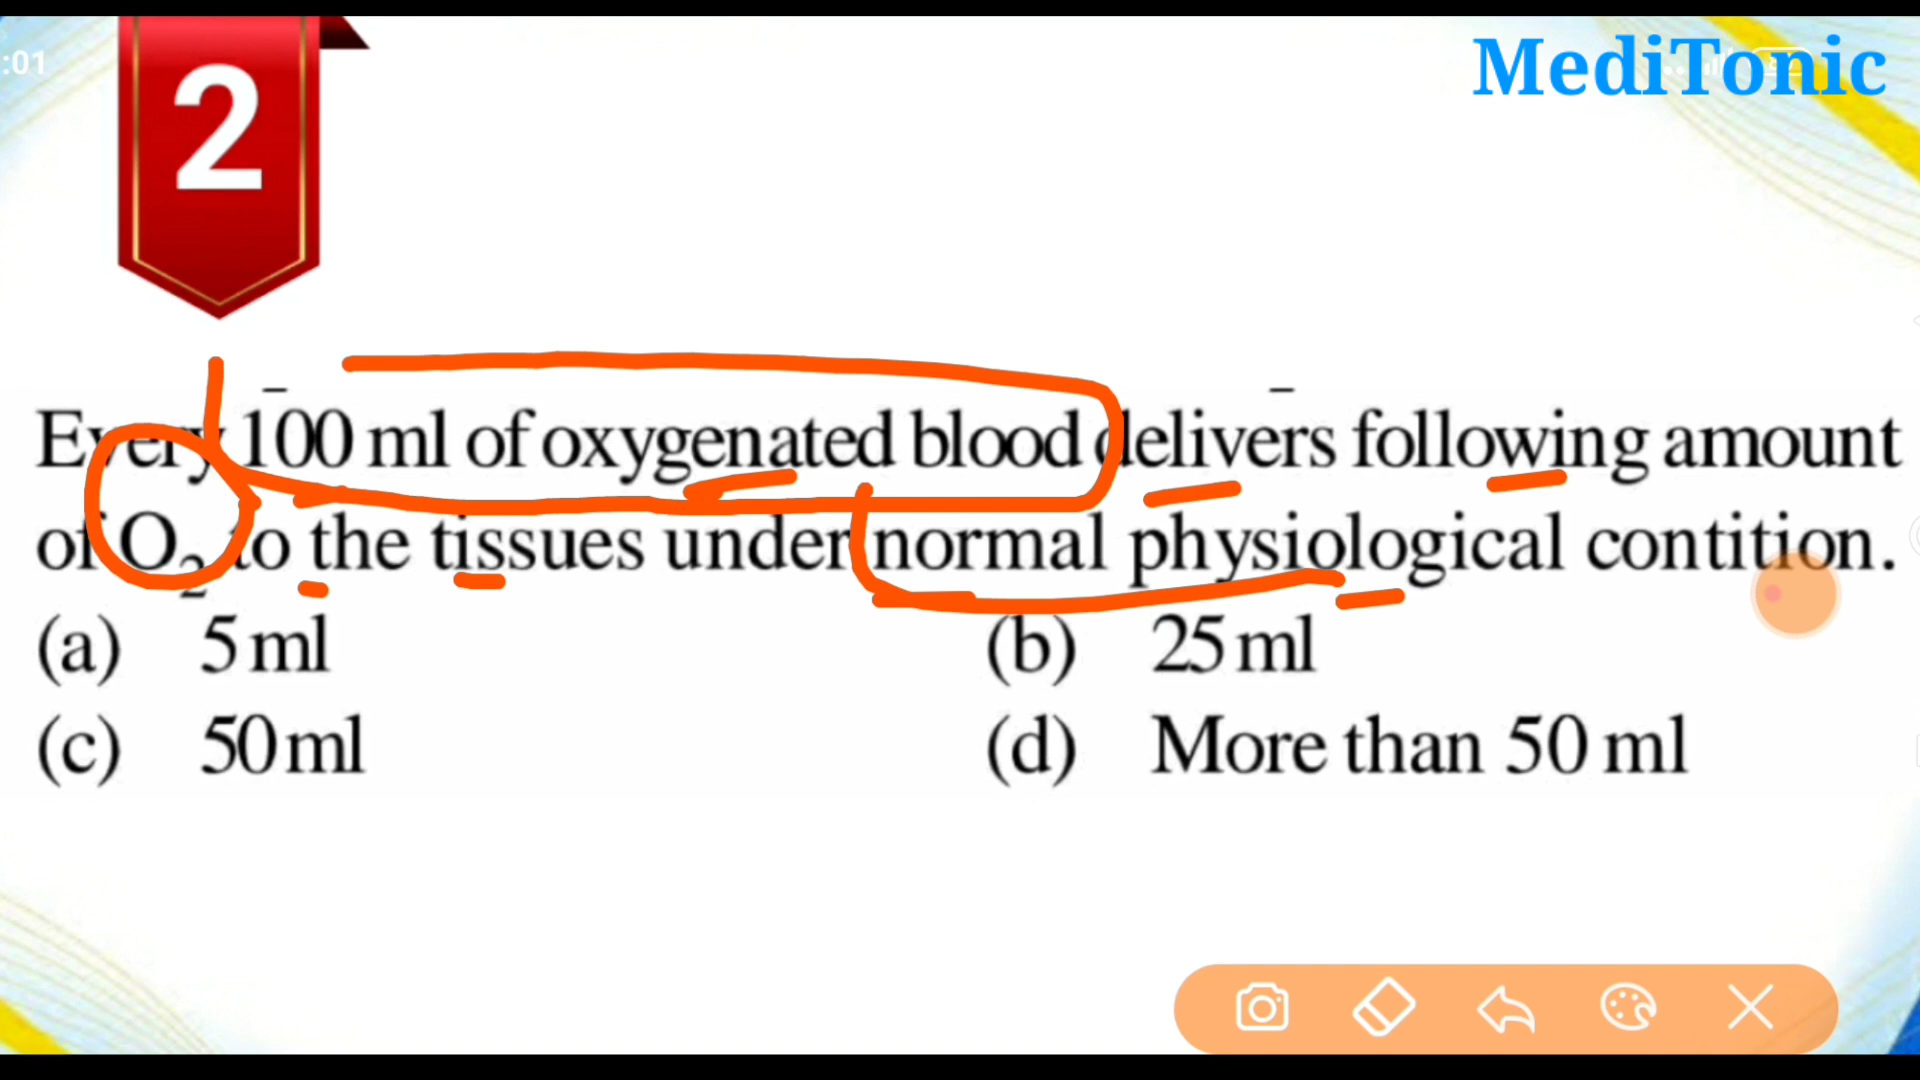 :01
MediTonic
2
Every 100 ml of oxygenated blood delivers following amount
of O₂ to the tissues under normal physiological contition.
(a) 5 ml (b) 25 ml
(c) 50 ml (d) More than 50 ml